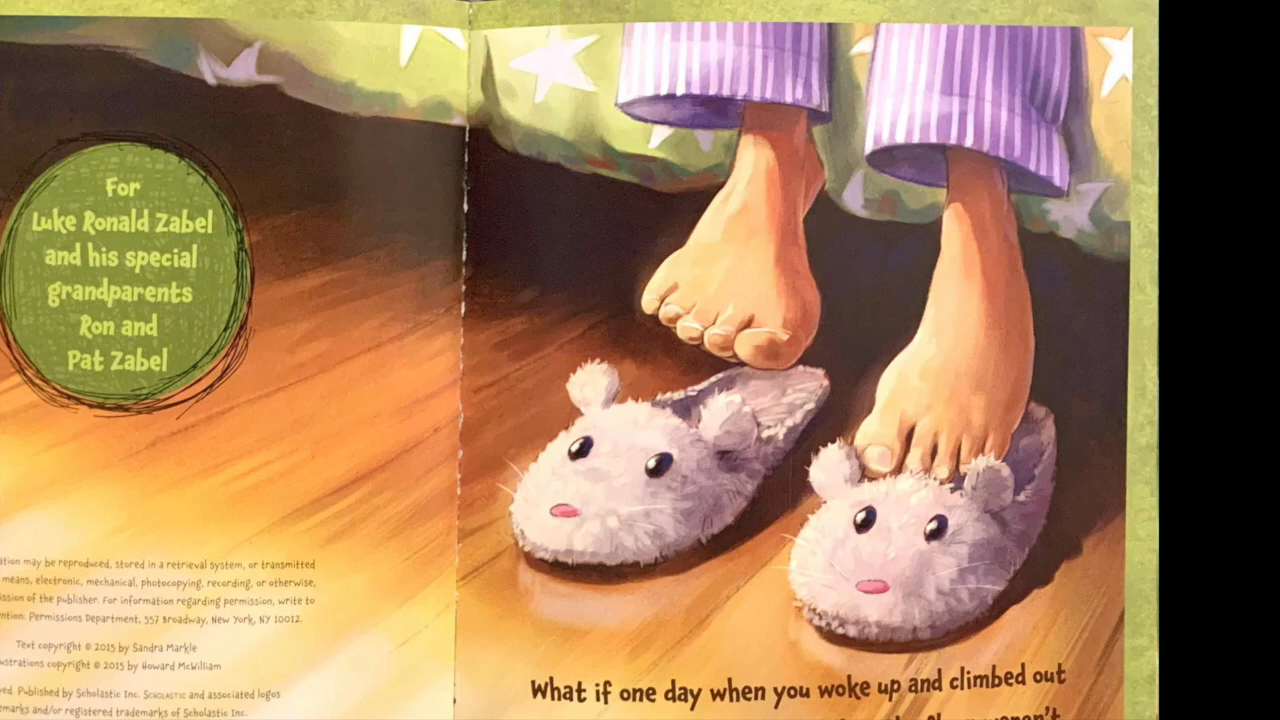 For
Luke Ronald Zabel
and his special
grandparents
Ron and
Pat Zabel
may be reproduced, stored in a retrieval system, or transmitted
means, electronic, mechanical, photocopying, recording, or otherwise,
of the publisher. For information regarding permission, write to
Permissions Department, 557 Broadway, New York, NY 10012.
Text copyright © 2015 by Sandra Markle
copyright © 2015 by Howard McWilliam
Published by Scholastic Inc. SCHOLASTIC and associated logos
and/or registered trademarks of Scholastic Inc.
What if one day when you woke up and climbed out
weren't